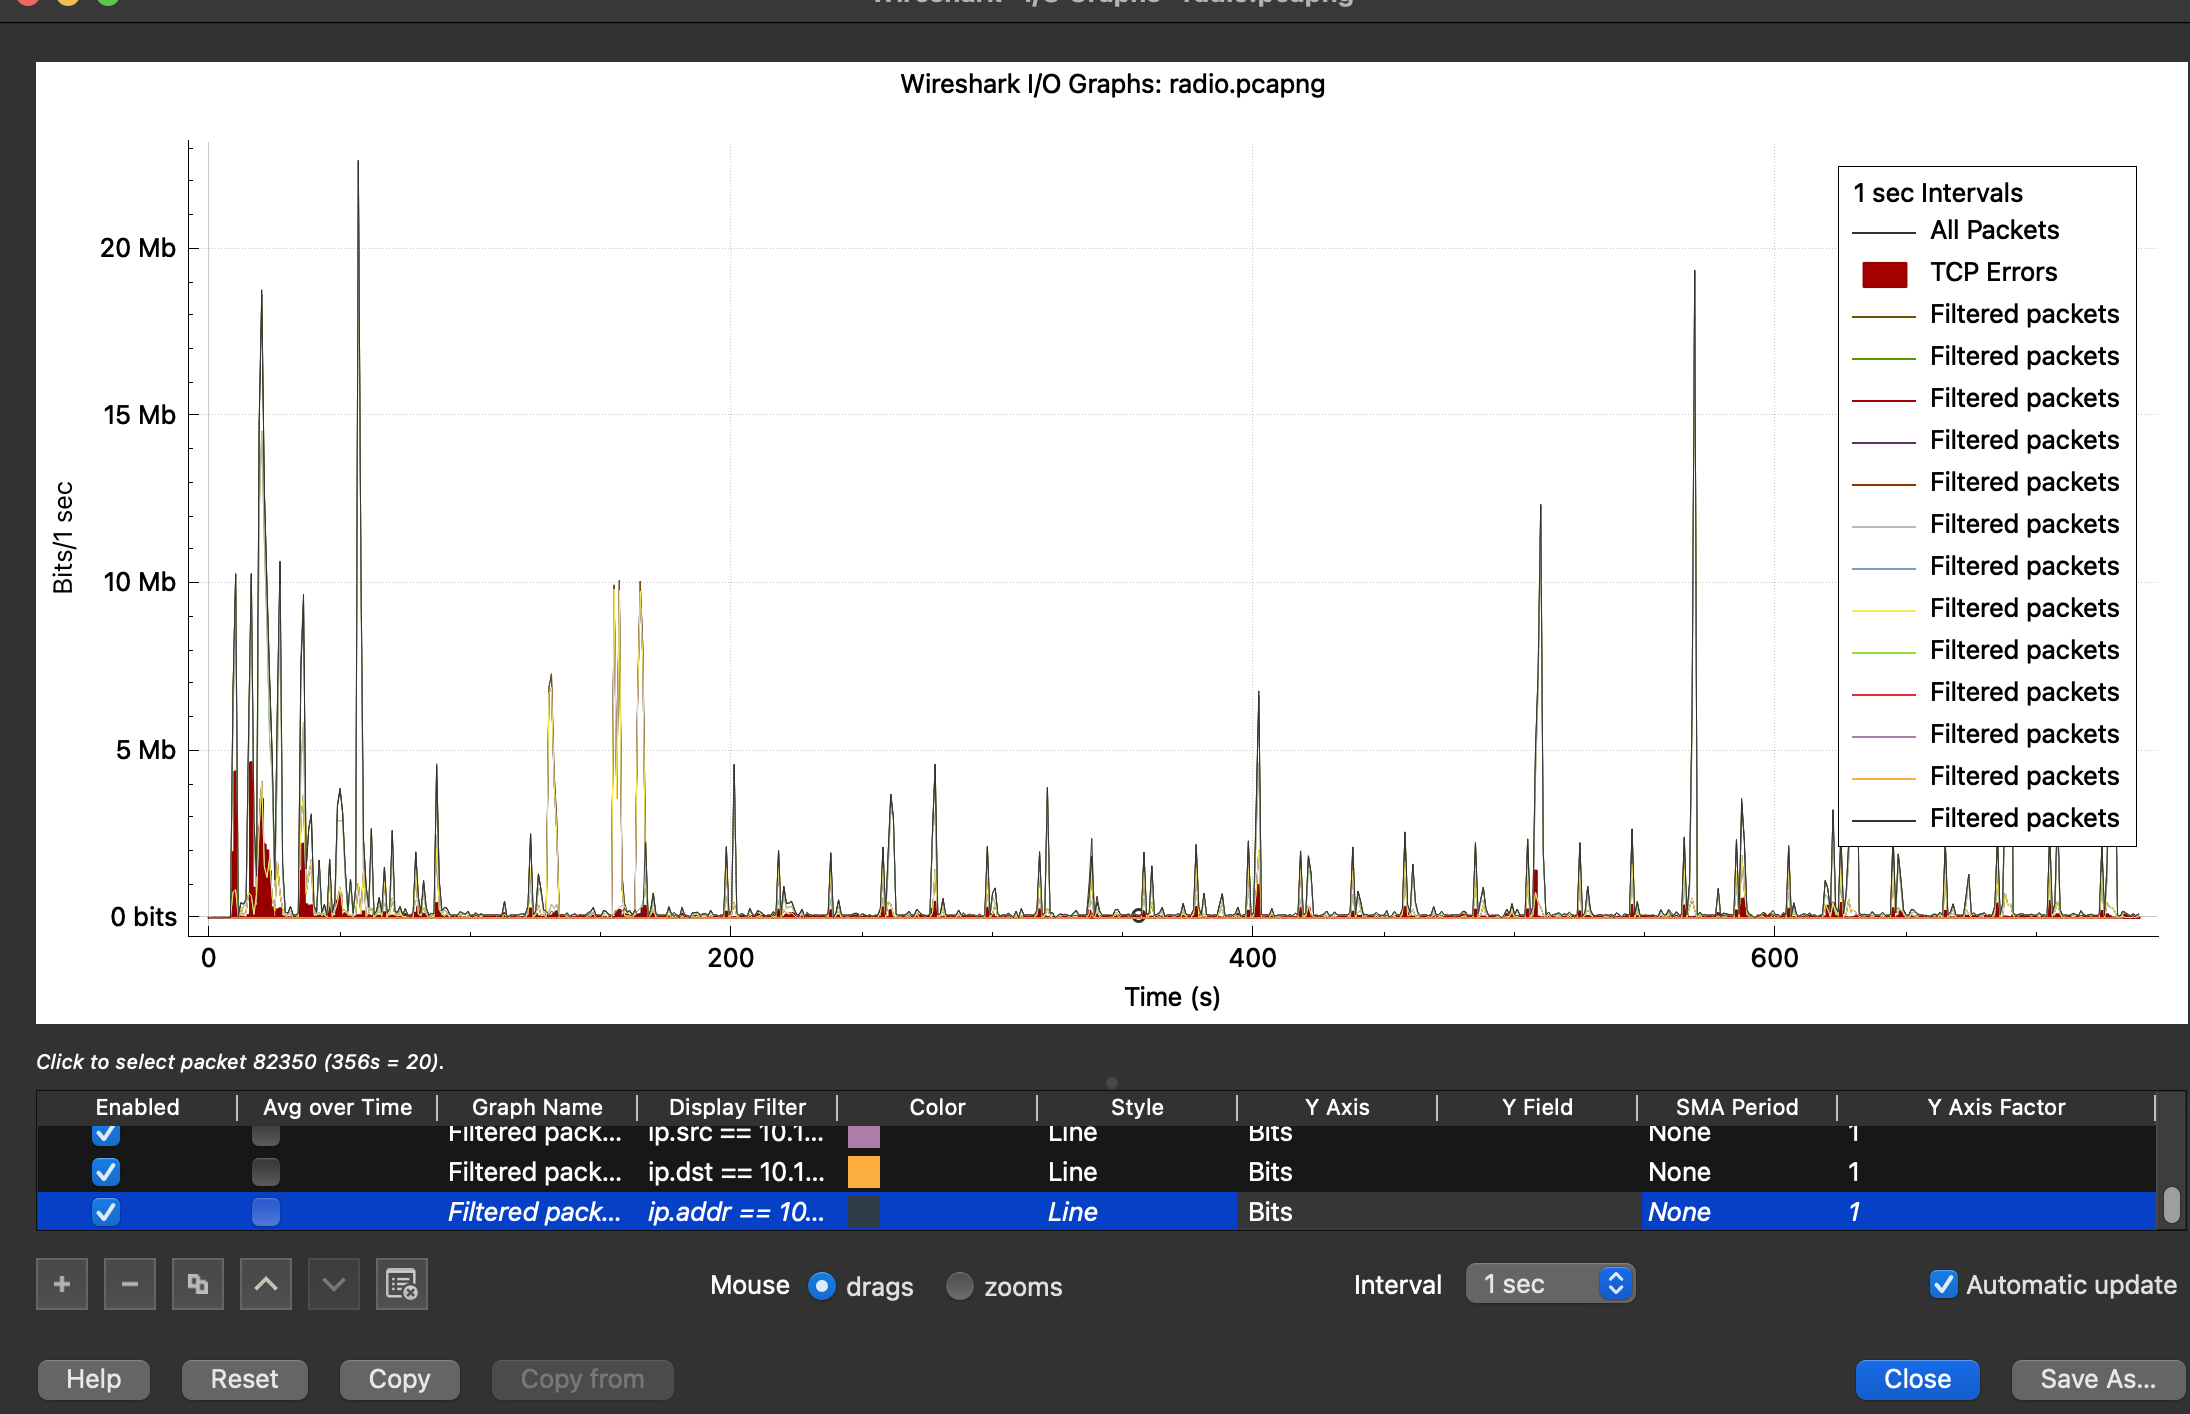 Wireshark · I/O Graphs · radio.pcapng
Wireshark I/O Graphs: radio.pcapng
20 Mb
15 Mb
10 Mb
5 Mb
0 bits
Bits/1 sec
0
200
400
600
Time (s)
1 sec Intervals
All Packets
TCP Errors
Filtered packets
Filtered packets
Filtered packets
Filtered packets
Filtered packets
Filtered packets
Filtered packets
Filtered packets
Filtered packets
Filtered packets
Filtered packets
Filtered packets
Filtered packets
Click to select packet 82350 (356s = 20).
Enabled Avg over Time Graph Name Display Filter Color Style Y Axis Y Field SMA Period Y Axis Factor
Filtered pack... ip.src == 10.1... Line Bits None 1
Filtered pack... ip.dst == 10.1... Line Bits None 1
Filtered pack... ip.addr == 10... Line Bits None 1
Mouse drags zooms Interval 1 sec Automatic update
Help Reset Copy Copy from Close Save As...